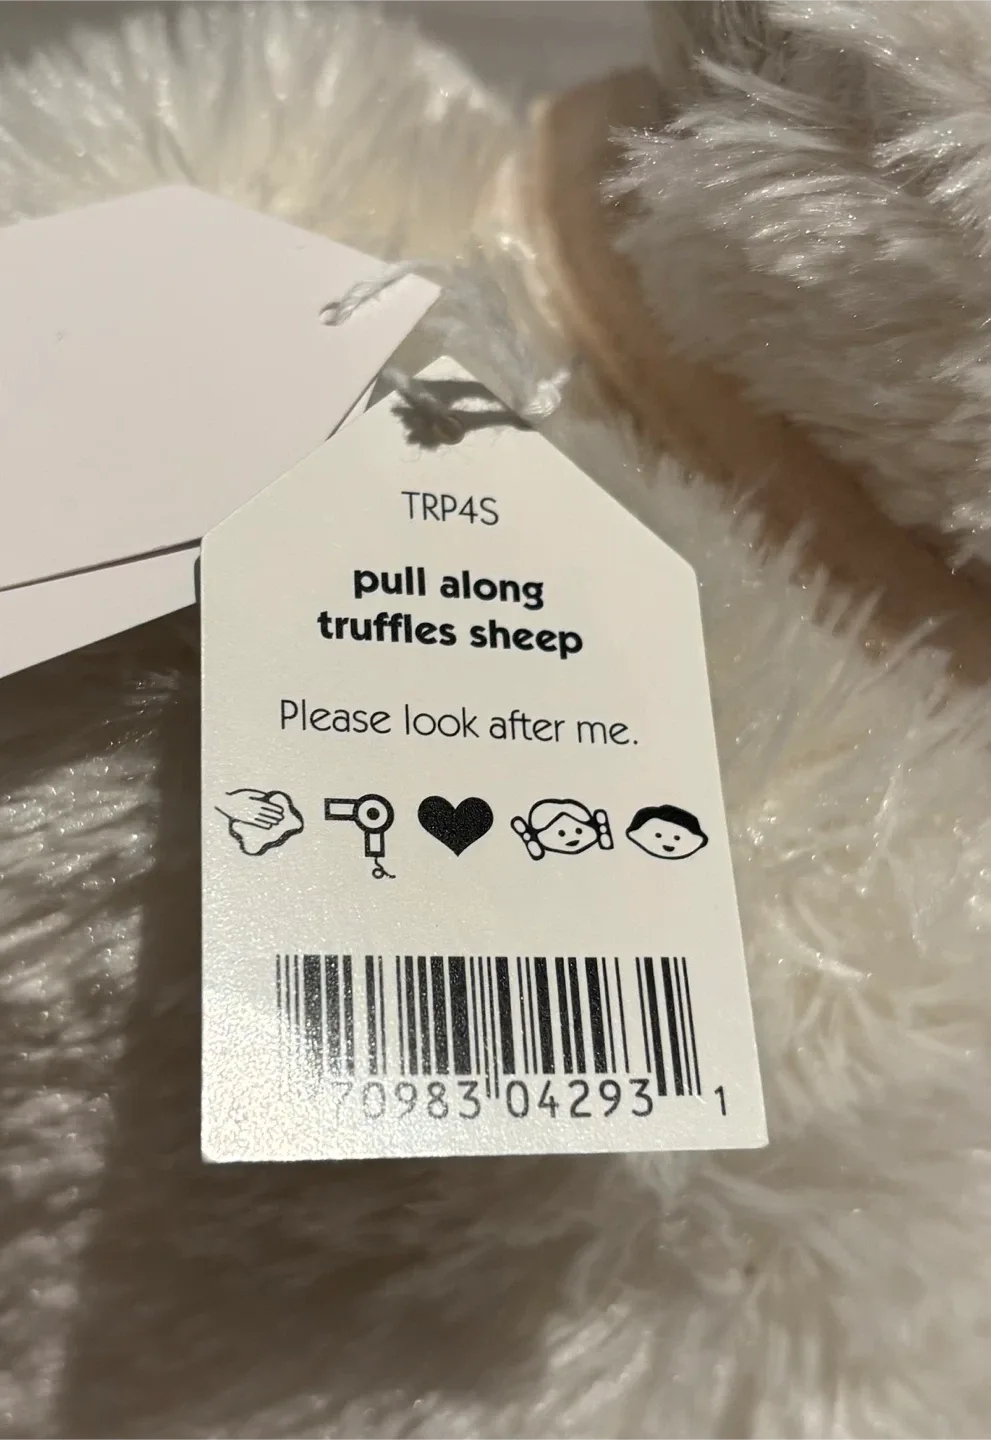 TRP4S
pull along
truffles sheep
Please look after me.
70983 04293 1